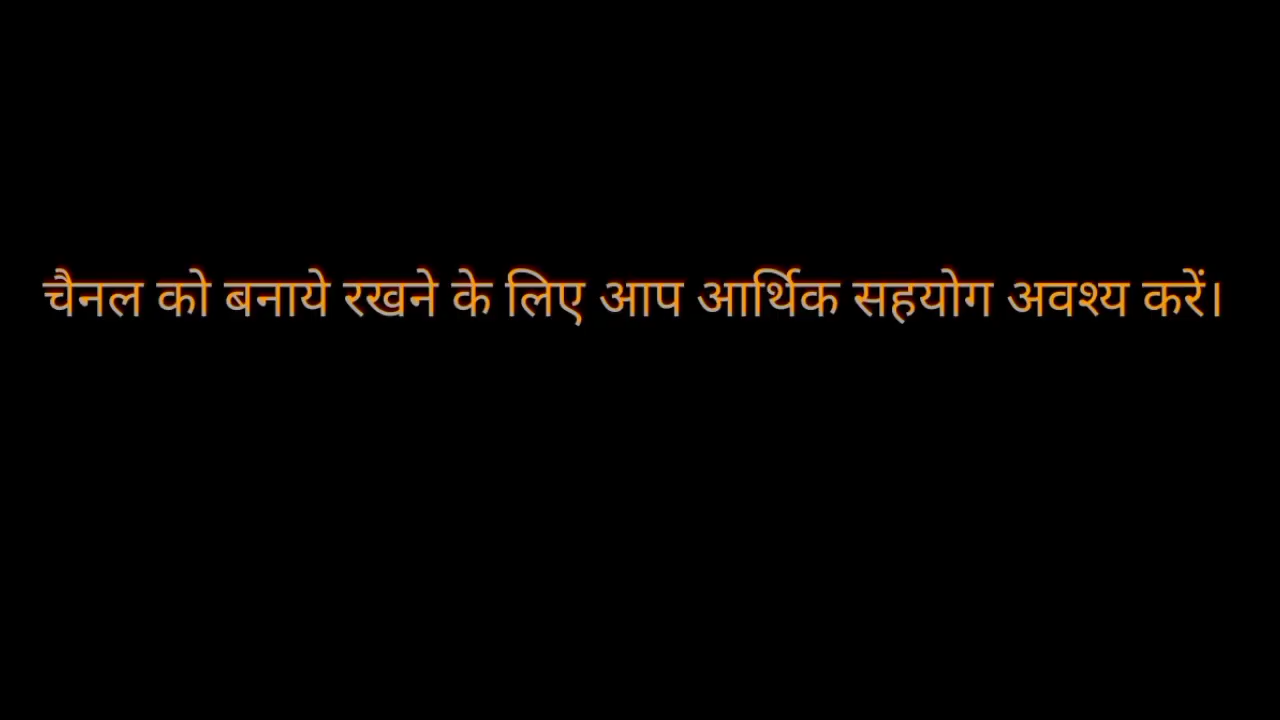 चैनल को बनाये रखने के लिए आप आर्थिक सहयोग अवश्य करें।